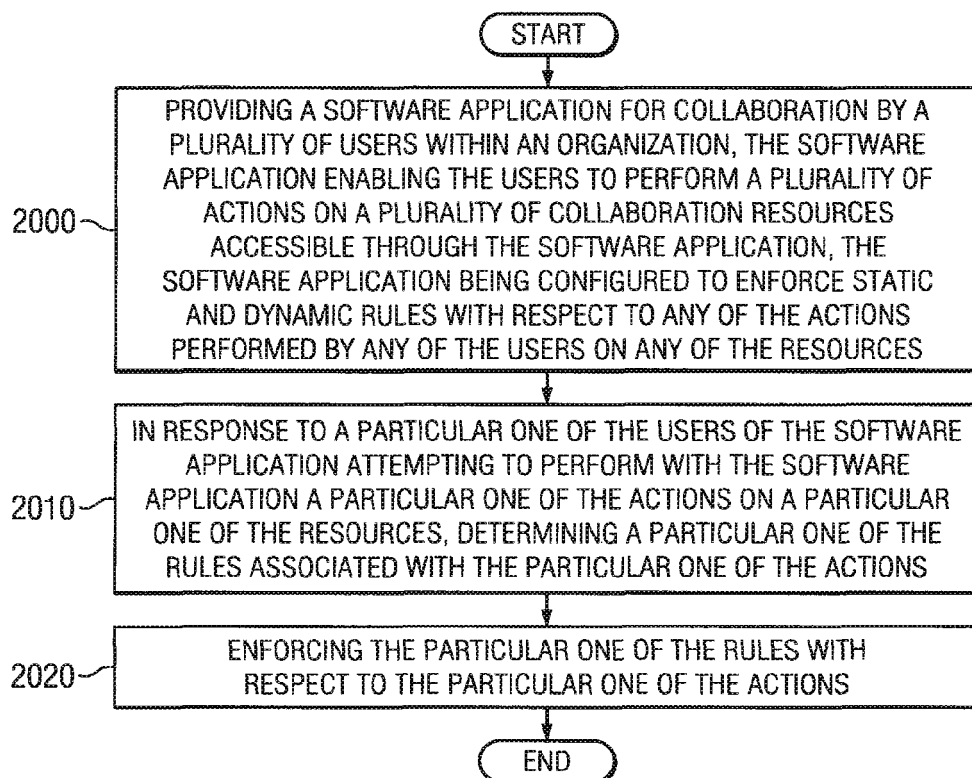 START
PROVIDING A SOFTWARE APPLICATION FOR COLLABORATION BY A
PLURALITY OF USERS WITHIN AN ORGANIZATION, THE SOFTWARE
APPLICATION ENABLING THE USERS TO PERFORM A PLURALITY OF
ACTIONS ON A PLURALITY OF COLLABORATION RESOURCES
ACCESSIBLE THROUGH THE SOFTWARE APPLICATION, THE
SOFTWARE APPLICATION BEING CONFIGURED TO ENFORCE STATIC
AND DYNAMIC RULES WITH RESPECT TO ANY OF THE ACTIONS
PERFORMED BY ANY OF THE USERS ON ANY OF THE RESOURCES
2000
IN RESPONSE TO A PARTICULAR ONE OF THE USERS OF THE SOFTWARE
APPLICATION ATTEMPTING TO PERFORM WITH THE SOFTWARE
APPLICATION A PARTICULAR ONE OF THE ACTIONS ON A PARTICULAR
ONE OF THE RESOURCES, DETERMINING A PARTICULAR ONE OF THE
RULES ASSOCIATED WITH THE PARTICULAR ONE OF THE ACTIONS
2010
ENFORCING THE PARTICULAR ONE OF THE RULES WITH
RESPECT TO THE PARTICULAR ONE OF THE ACTIONS
2020
END